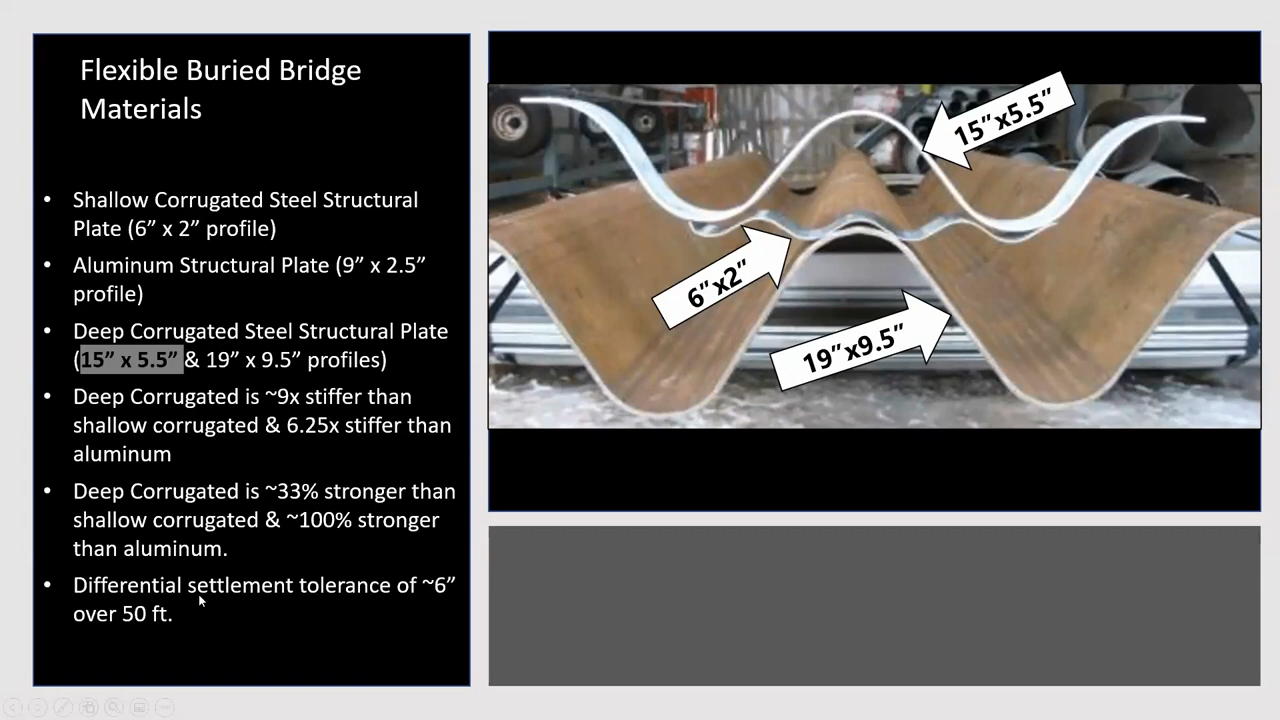 Flexible Buried Bridge
Materials
• Shallow Corrugated Steel Structural
Plate (6” x 2” profile)
• Aluminum Structural Plate (9” x 2.5”
profile)
• Deep Corrugated Steel Structural Plate
(15” x 5.5” & 19” x 9.5” profiles)
• Deep Corrugated is ~9x stiffer than
shallow corrugated & 6.25x stiffer than
aluminum
• Deep Corrugated is ~33% stronger than
shallow corrugated & ~100% stronger
than aluminum.
• Differential settlement tolerance of ~6”
over 50 ft.
15”x5.5”
6”x2”
19”x9.5”